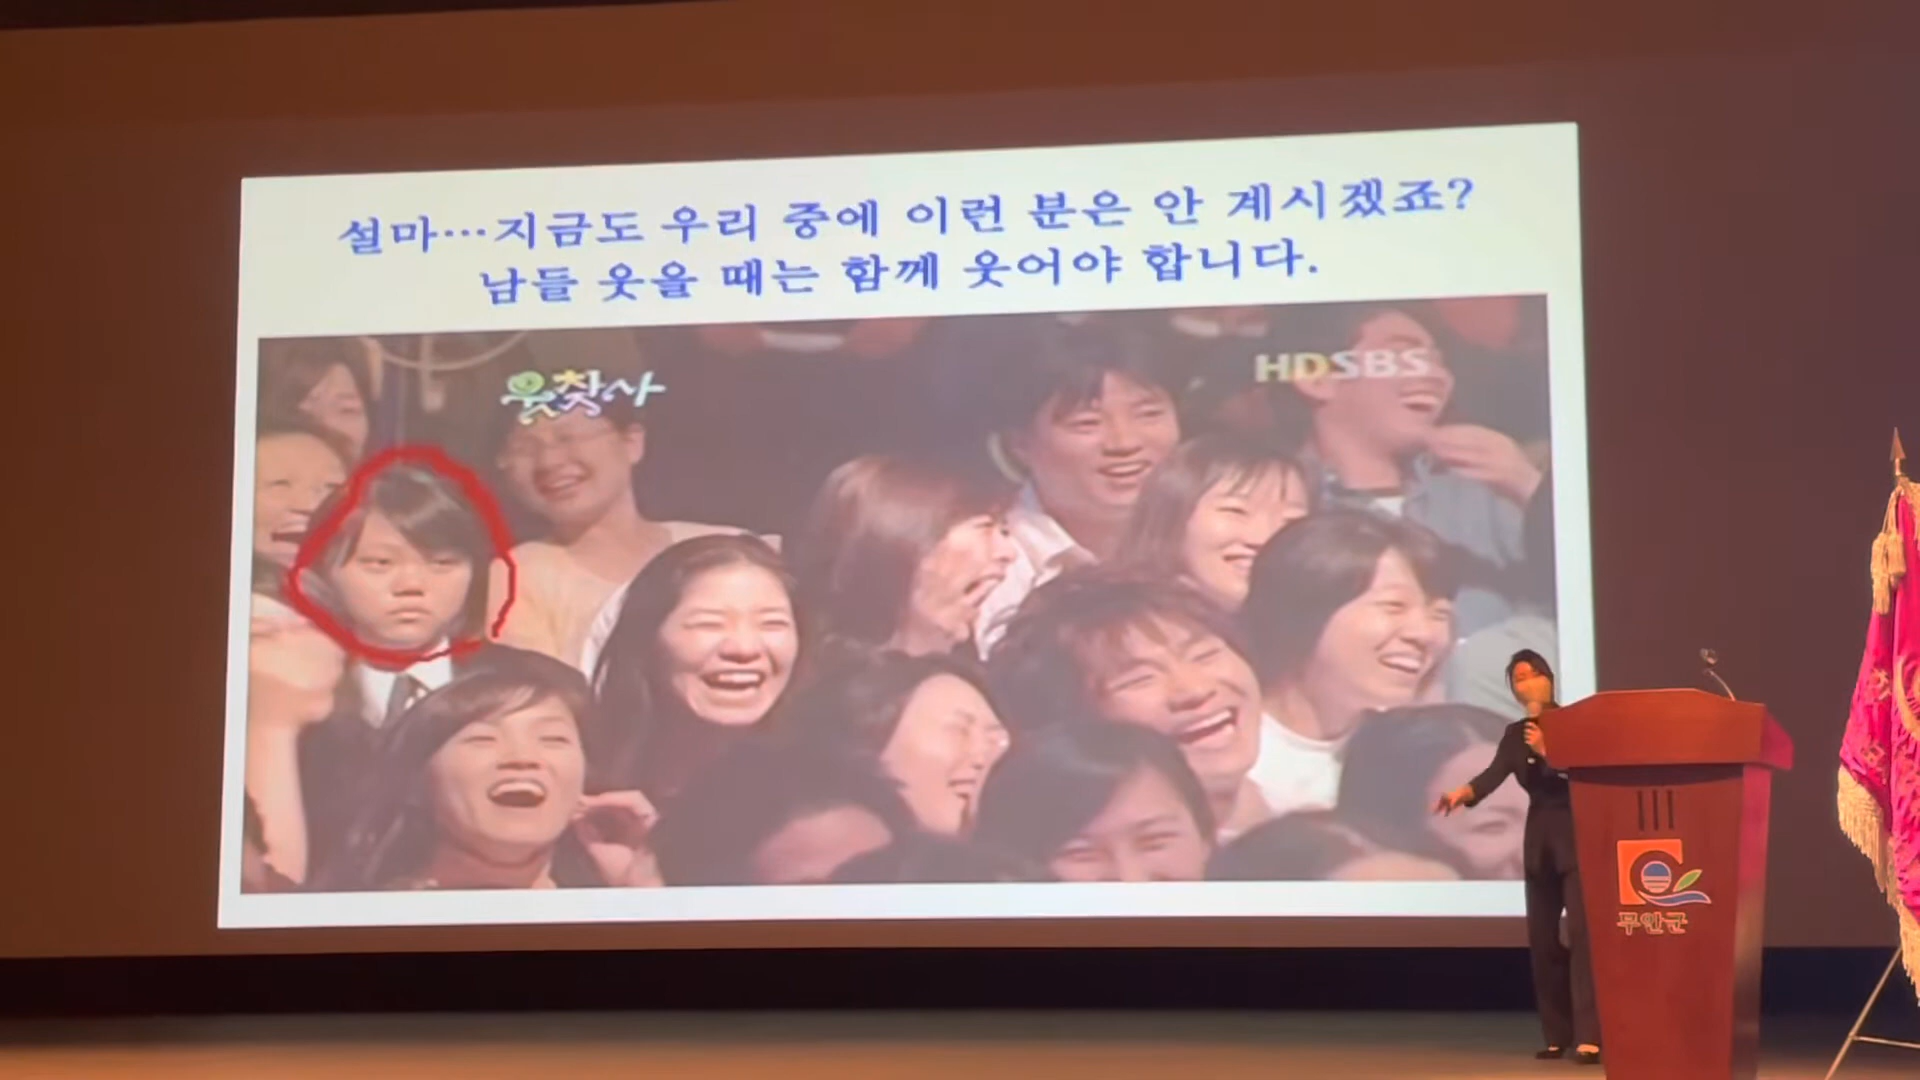 설마…지금도 우리 중에 이런 분은 안 계시겠죠?
남들 웃을 때는 함께 웃어야 합니다.
웃찾사
HDSBS
무안군